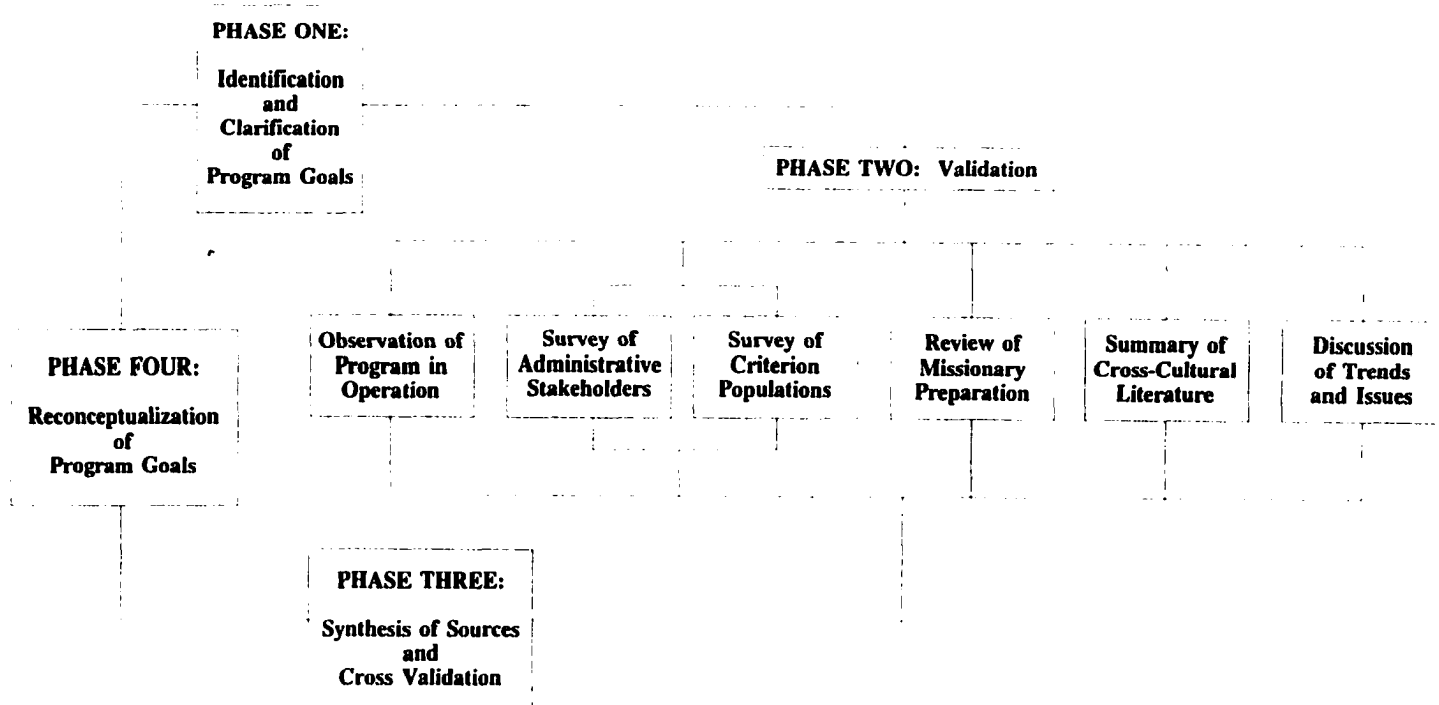 PHASE ONE:
Identification
and
Clarification
of
Program Goals
PHASE TWO: Validation
PHASE FOUR:
Reconceptualization
of
Program Goals
Observation of
Program in
Operation
Survey of
Administrative
Stakeholders
Survey of
Criterion
Populations
Review of
Missionary
Preparation
Summary of
Cross-Cultural
Literature
Discussion
of Trends
and Issues
PHASE THREE:
Synthesis of Sources
and
Cross Validation